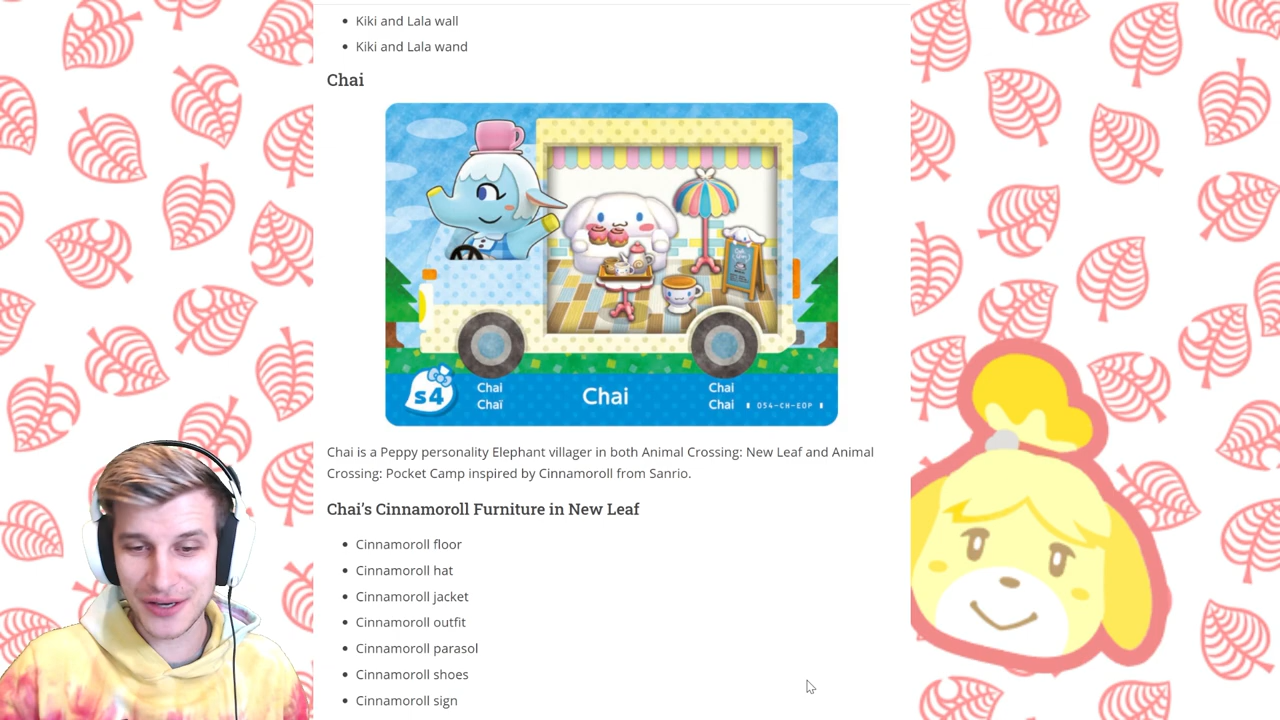 Kiki and Lala wall
Kiki and Lala wand
Chai
s4
Chai
Chaï
Chai
Chai
Chai
054-CH-EOP
Chai is a Peppy personality Elephant villager in both Animal Crossing: New Leaf and Animal
Crossing: Pocket Camp inspired by Cinnamoroll from Sanrio.
Chai’s Cinnamoroll Furniture in New Leaf
Cinnamoroll floor
Cinnamoroll hat
Cinnamoroll jacket
Cinnamoroll outfit
Cinnamoroll parasol
Cinnamoroll shoes
Cinnamoroll sign